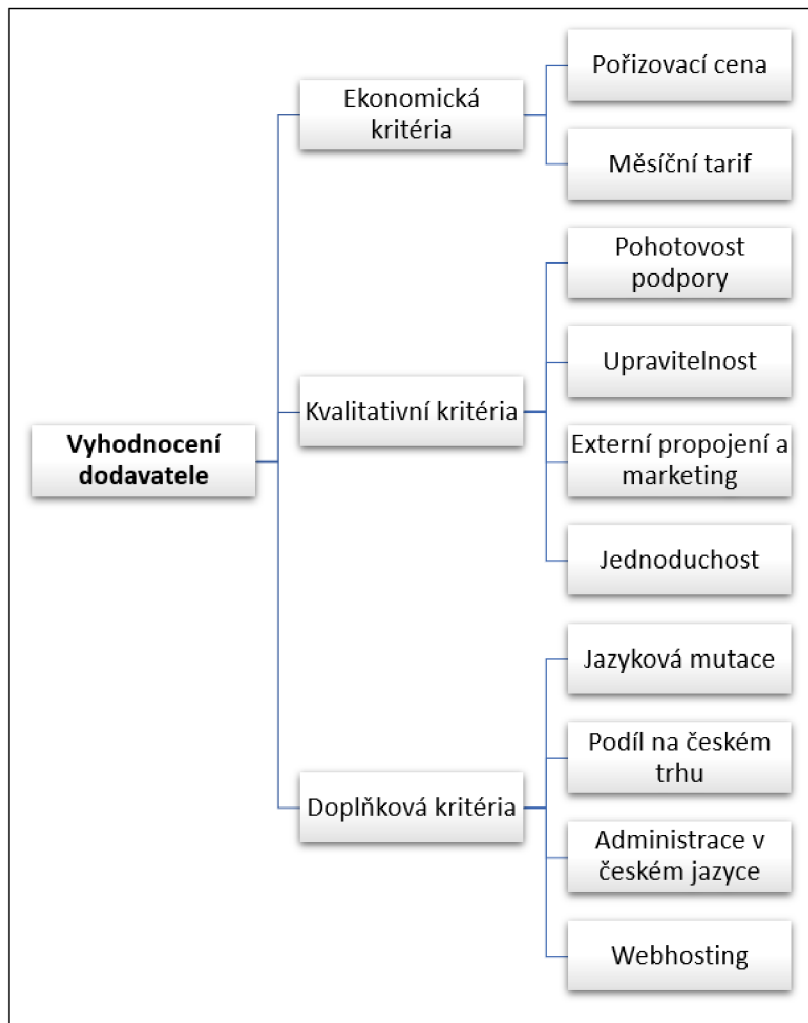 Vyhodnocení
dodavatele
Ekonomická
kritéria
Pořizovací cena
Měsíční tarif
Kvalitativní kritéria
Pohotovost
podpory
Upravitelnost
Externí propojení a
marketing
Jednoduchost
Doplňková kritéria
Jazyková mutace
Podíl na českém
trhu
Administrace v
českém jazyce
Webhosting